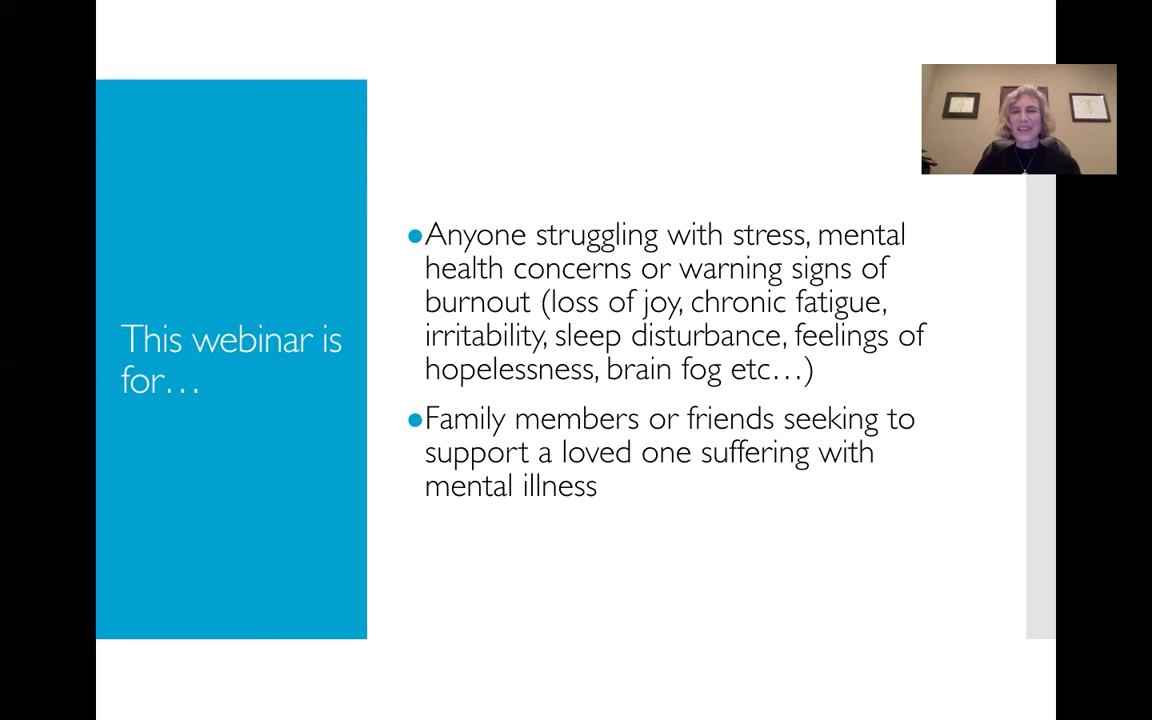 This webinar is
for…
●Anyone struggling with stress, mental
health concerns or warning signs of
burnout (loss of joy, chronic fatigue,
irritability, sleep disturbance, feelings of
hopelessness, brain fog etc…)
●Family members or friends seeking to
support a loved one suffering with
mental illness